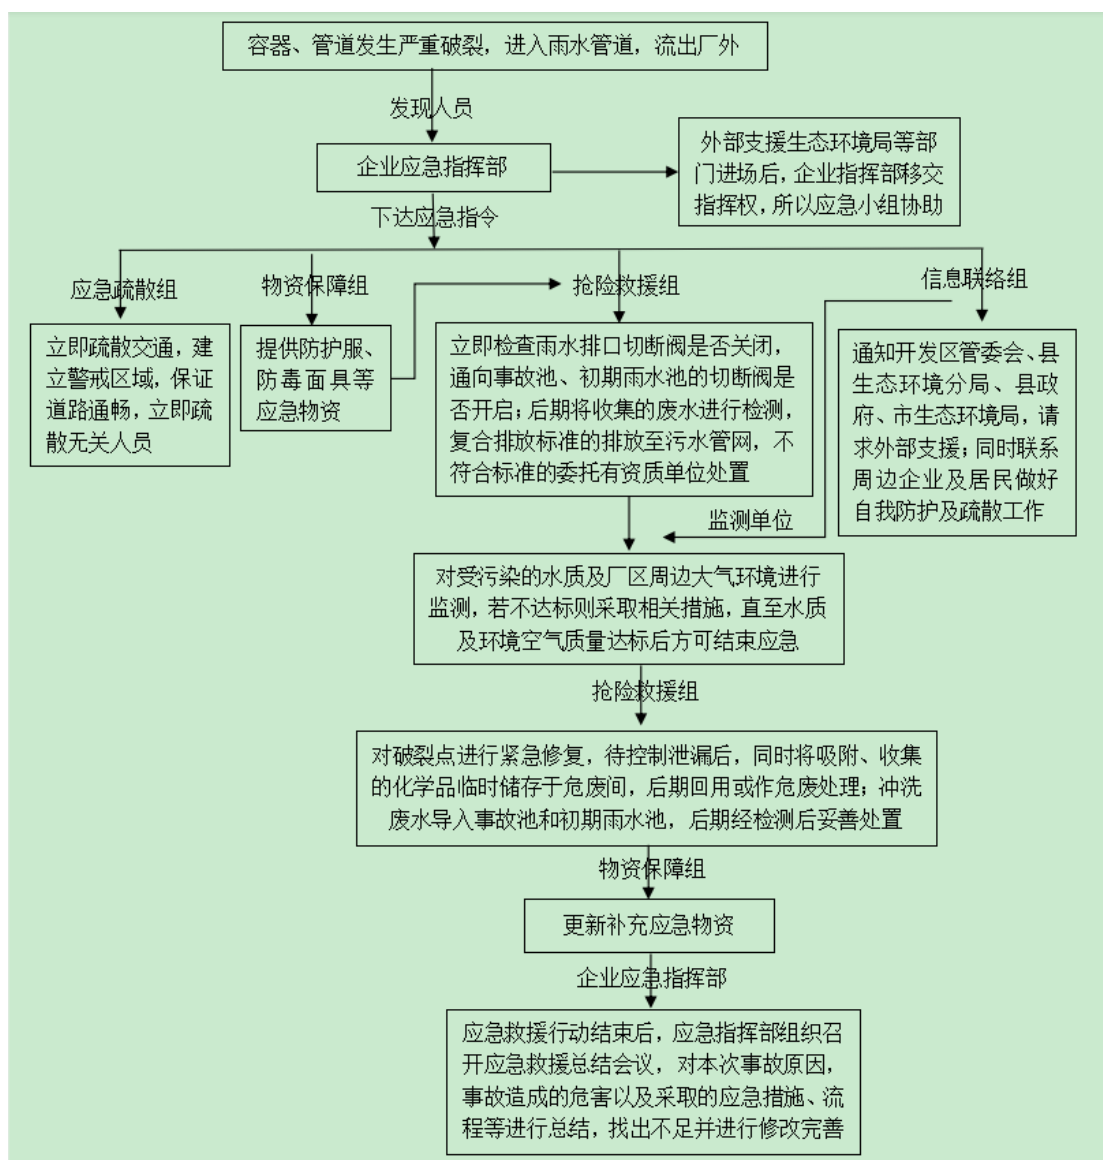 容器、管道发生严重破裂，进入雨水管道，流出厂外
发现人员
企业应急指挥部
外部支援生态环境局等部
门进场后，企业指挥部移交
指挥权，所以应急小组协助
下达应急指令
应急疏散组
物资保障组
抢险救援组
信息联络组
立即疏散交通，建
立警戒区域，保证
道路通畅，立即疏
散无关人员
提供防护服、
防毒面具等
应急物资
立即检查雨水排口切断阀是否关闭，
通向事故池、初期雨水池的切断阀是
否开启；后期将收集的废水进行检测，
复合排放标准的排放至污水管网，不
符合标准的委托有资质单位处置
通知开发区管委会、县
生态环境分局、县政
府、市生态环境局，请
求外部支援；同时联系
周边企业及居民做好
自我防护及疏散工作
监测单位
对受污染的水质及厂区周边大气环境进行
监测，若不达标则采取相关措施，直至水质
及环境空气质量达标后方可结束应急
抢险救援组
对破裂点进行紧急修复，待控制泄漏后，同时将吸附、收集
的化学品临时储存于危废间，后期回用或作危废处理；冲洗
废水导入事故池和初期雨水池，后期经检测后妥善处置
物资保障组
更新补充应急物资
企业应急指挥部
应急救援行动结束后，应急指挥部组织召
开应急救援总结会议，对本次事故原因，
事故造成的危害以及采取的应急措施、流
程等进行总结，找出不足并进行修改完善